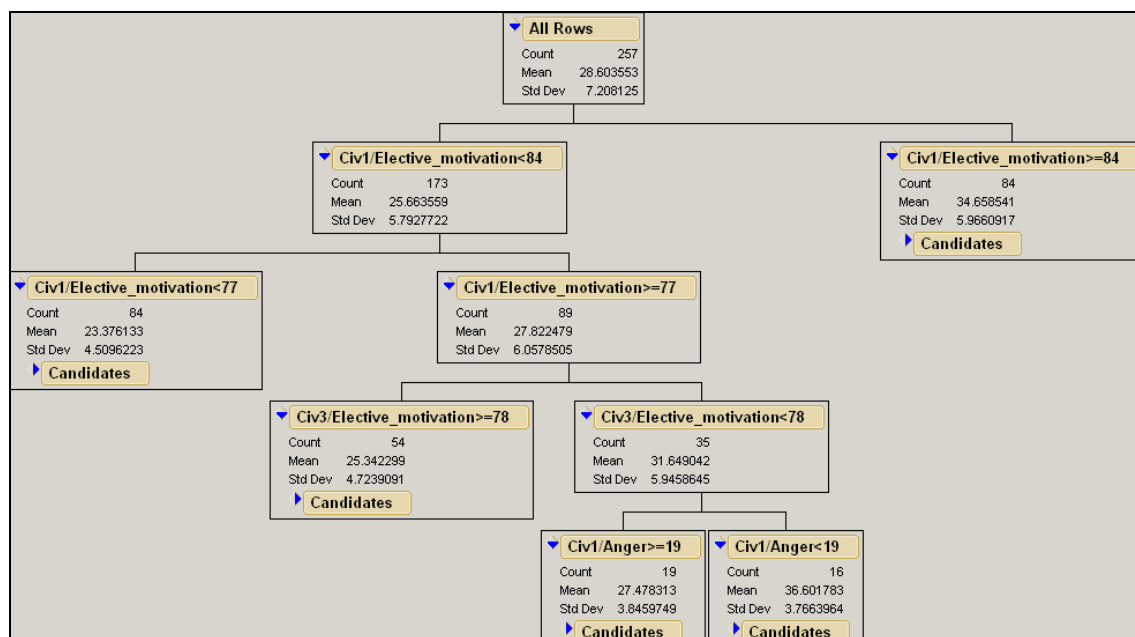 All Rows
Count 257
Mean 28.603553
Std Dev 7.208125
Civ1/Elective_motivation<84
Count 173
Mean 25.663559
Std Dev 5.7927722
Civ1/Elective_motivation>=84
Count 84
Mean 34.658541
Std Dev 5.9660917
Candidates
Civ1/Elective_motivation<77
Count 84
Mean 23.376133
Std Dev 4.5096223
Candidates
Civ1/Elective_motivation>=77
Count 89
Mean 27.822479
Std Dev 6.0578505
Civ3/Elective_motivation>=78
Count 54
Mean 25.342299
Std Dev 4.7239091
Candidates
Civ3/Elective_motivation<78
Count 35
Mean 31.649042
Std Dev 5.9458645
Civ1/Anger>=19
Count 19
Mean 27.478313
Std Dev 3.8459749
Candidates
Civ1/Anger<19
Count 16
Mean 36.601783
Std Dev 3.7663964
Candidates